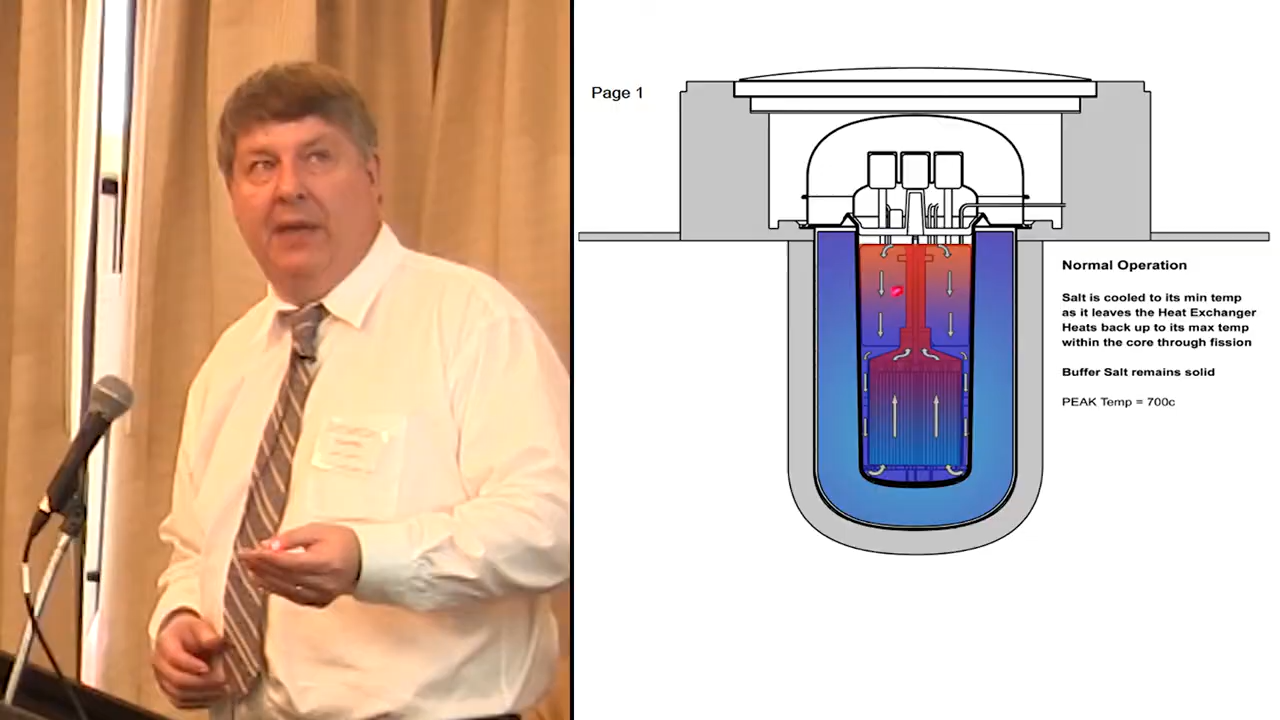 Page 1
Normal Operation
Salt is cooled to its min temp
as it leaves the Heat Exchanger
Heats back up to its max temp
within the core through fission
Buffer Salt remains solid
PEAK Temp = 700c